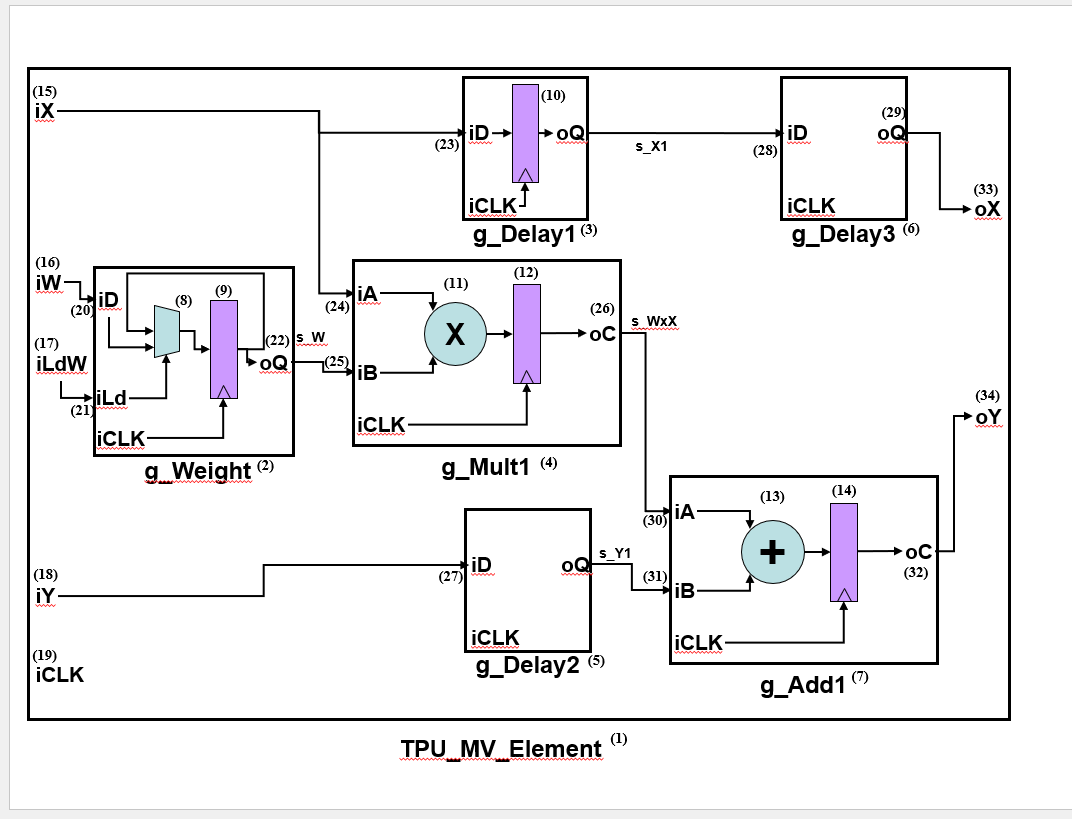 (15)
iX
(10)
iD
oQ
(23)
s_X1
iCLK
g_Delay1 (3)
(29)
iD
oQ
(28)
iCLK
g_Delay3 (6)
(33)
oX
(16)
iW
(20)
iD
(8)
(9)
(17)
iLdW
(22)
oQ
s_W
(21)
iLd
iCLK
g_Weight (2)
(24)
iA
(11)
(12)
X
(26)
oC
s_WxX
(25)
iB
iCLK
g_Mult1 (4)
(34)
oY
(18)
iY
(27)
iD
oQ
s_Y1
iCLK
g_Delay2 (5)
(30)
iA
(13)
(14)
+
oC
(32)
(31)
iB
iCLK
g_Add1 (7)
(19)
iCLK
TPU_MV_Element (1)